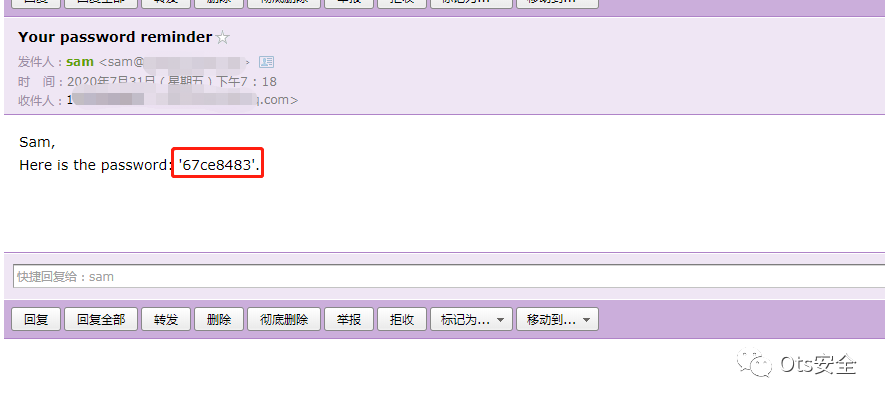 回复 回复全部 转发 删除 彻底删除 举报 拒收 标记为... 移动到...
Your password reminder
发件人：sam <sam@
时 间：2020年7月31日（星期五）下午7：18
收件人：1 q.com>
Sam,
Here is the password: '67ce8483'.
快捷回复给：sam
回复 回复全部 转发 删除 彻底删除 举报 拒收 标记为... 移动到...
Ots安全